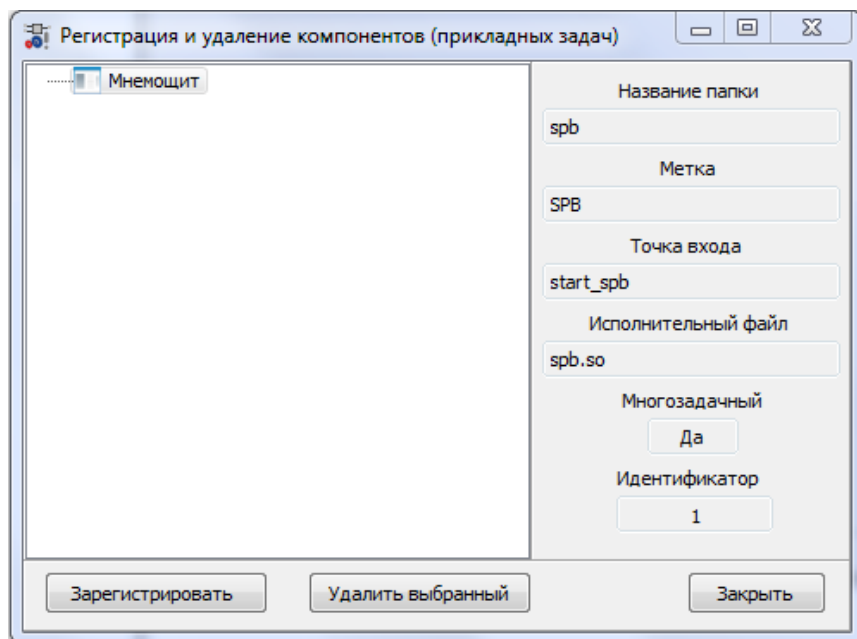 Регистрация и удаление компонентов (прикладных задач)
Мнемощит
Название папки
spb
Метка
SPB
Точка входа
start_spb
Исполнительный файл
spb.so
Многозадачный
Да
Идентификатор
1
Зарегистрировать
Удалить выбранный
Закрыть